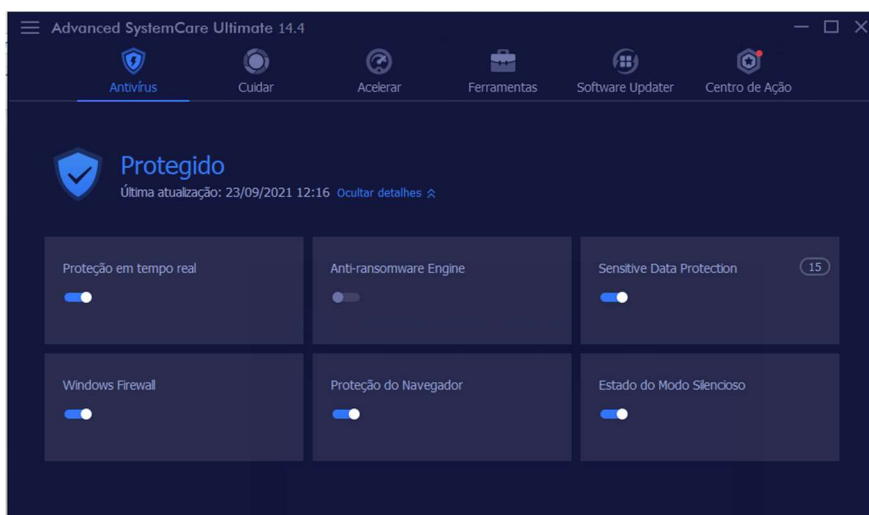 Advanced SystemCare Ultimate 14.4
Antivírus Cuidar Acelerar Ferramentas Software Updater Centro de Ação
Protegido
Última atualização: 23/09/2021 12:16 Ocultar detalhes
Proteção em tempo real Anti-ransomware Engine Sensitive Data Protection 15
Windows Firewall Proteção do Navegador Estado do Modo Silencioso